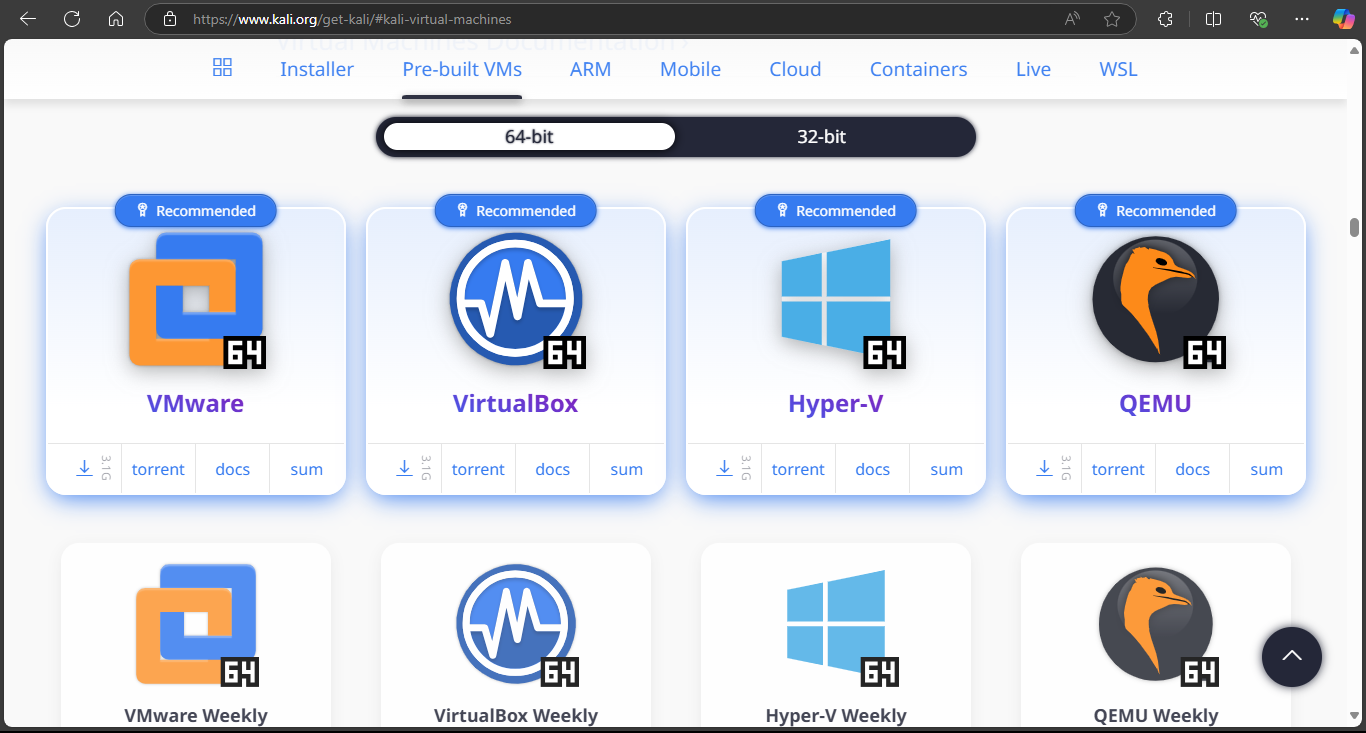 https://www.kali.org/get-kali/#kali-virtual-machines
Virtual Machines Documentation ›
Installer Pre-built VMs ARM Mobile Cloud Containers Live WSL
64-bit 32-bit
Recommended Recommended Recommended Recommended
64 64 64 64
VMware VirtualBox Hyper-V QEMU
3.1G torrent docs sum 3.1G torrent docs sum 3.1G torrent docs sum 3.1G torrent docs sum
64 64 64 64
VMware Weekly VirtualBox Weekly Hyper-V Weekly QEMU Weekly